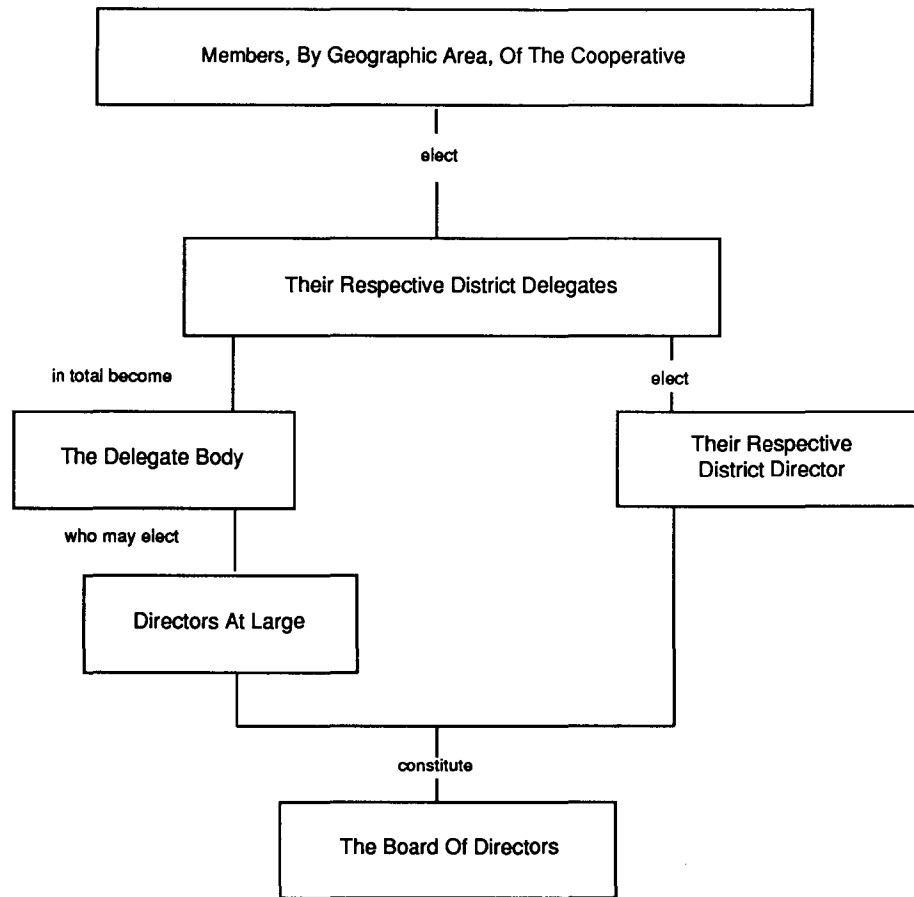 Members, By Geographic Area, Of The Cooperative
elect
Their Respective District Delegates
in total become
elect
The Delegate Body
Their Respective
District Director
who may elect
Directors At Large
constitute
The Board Of Directors